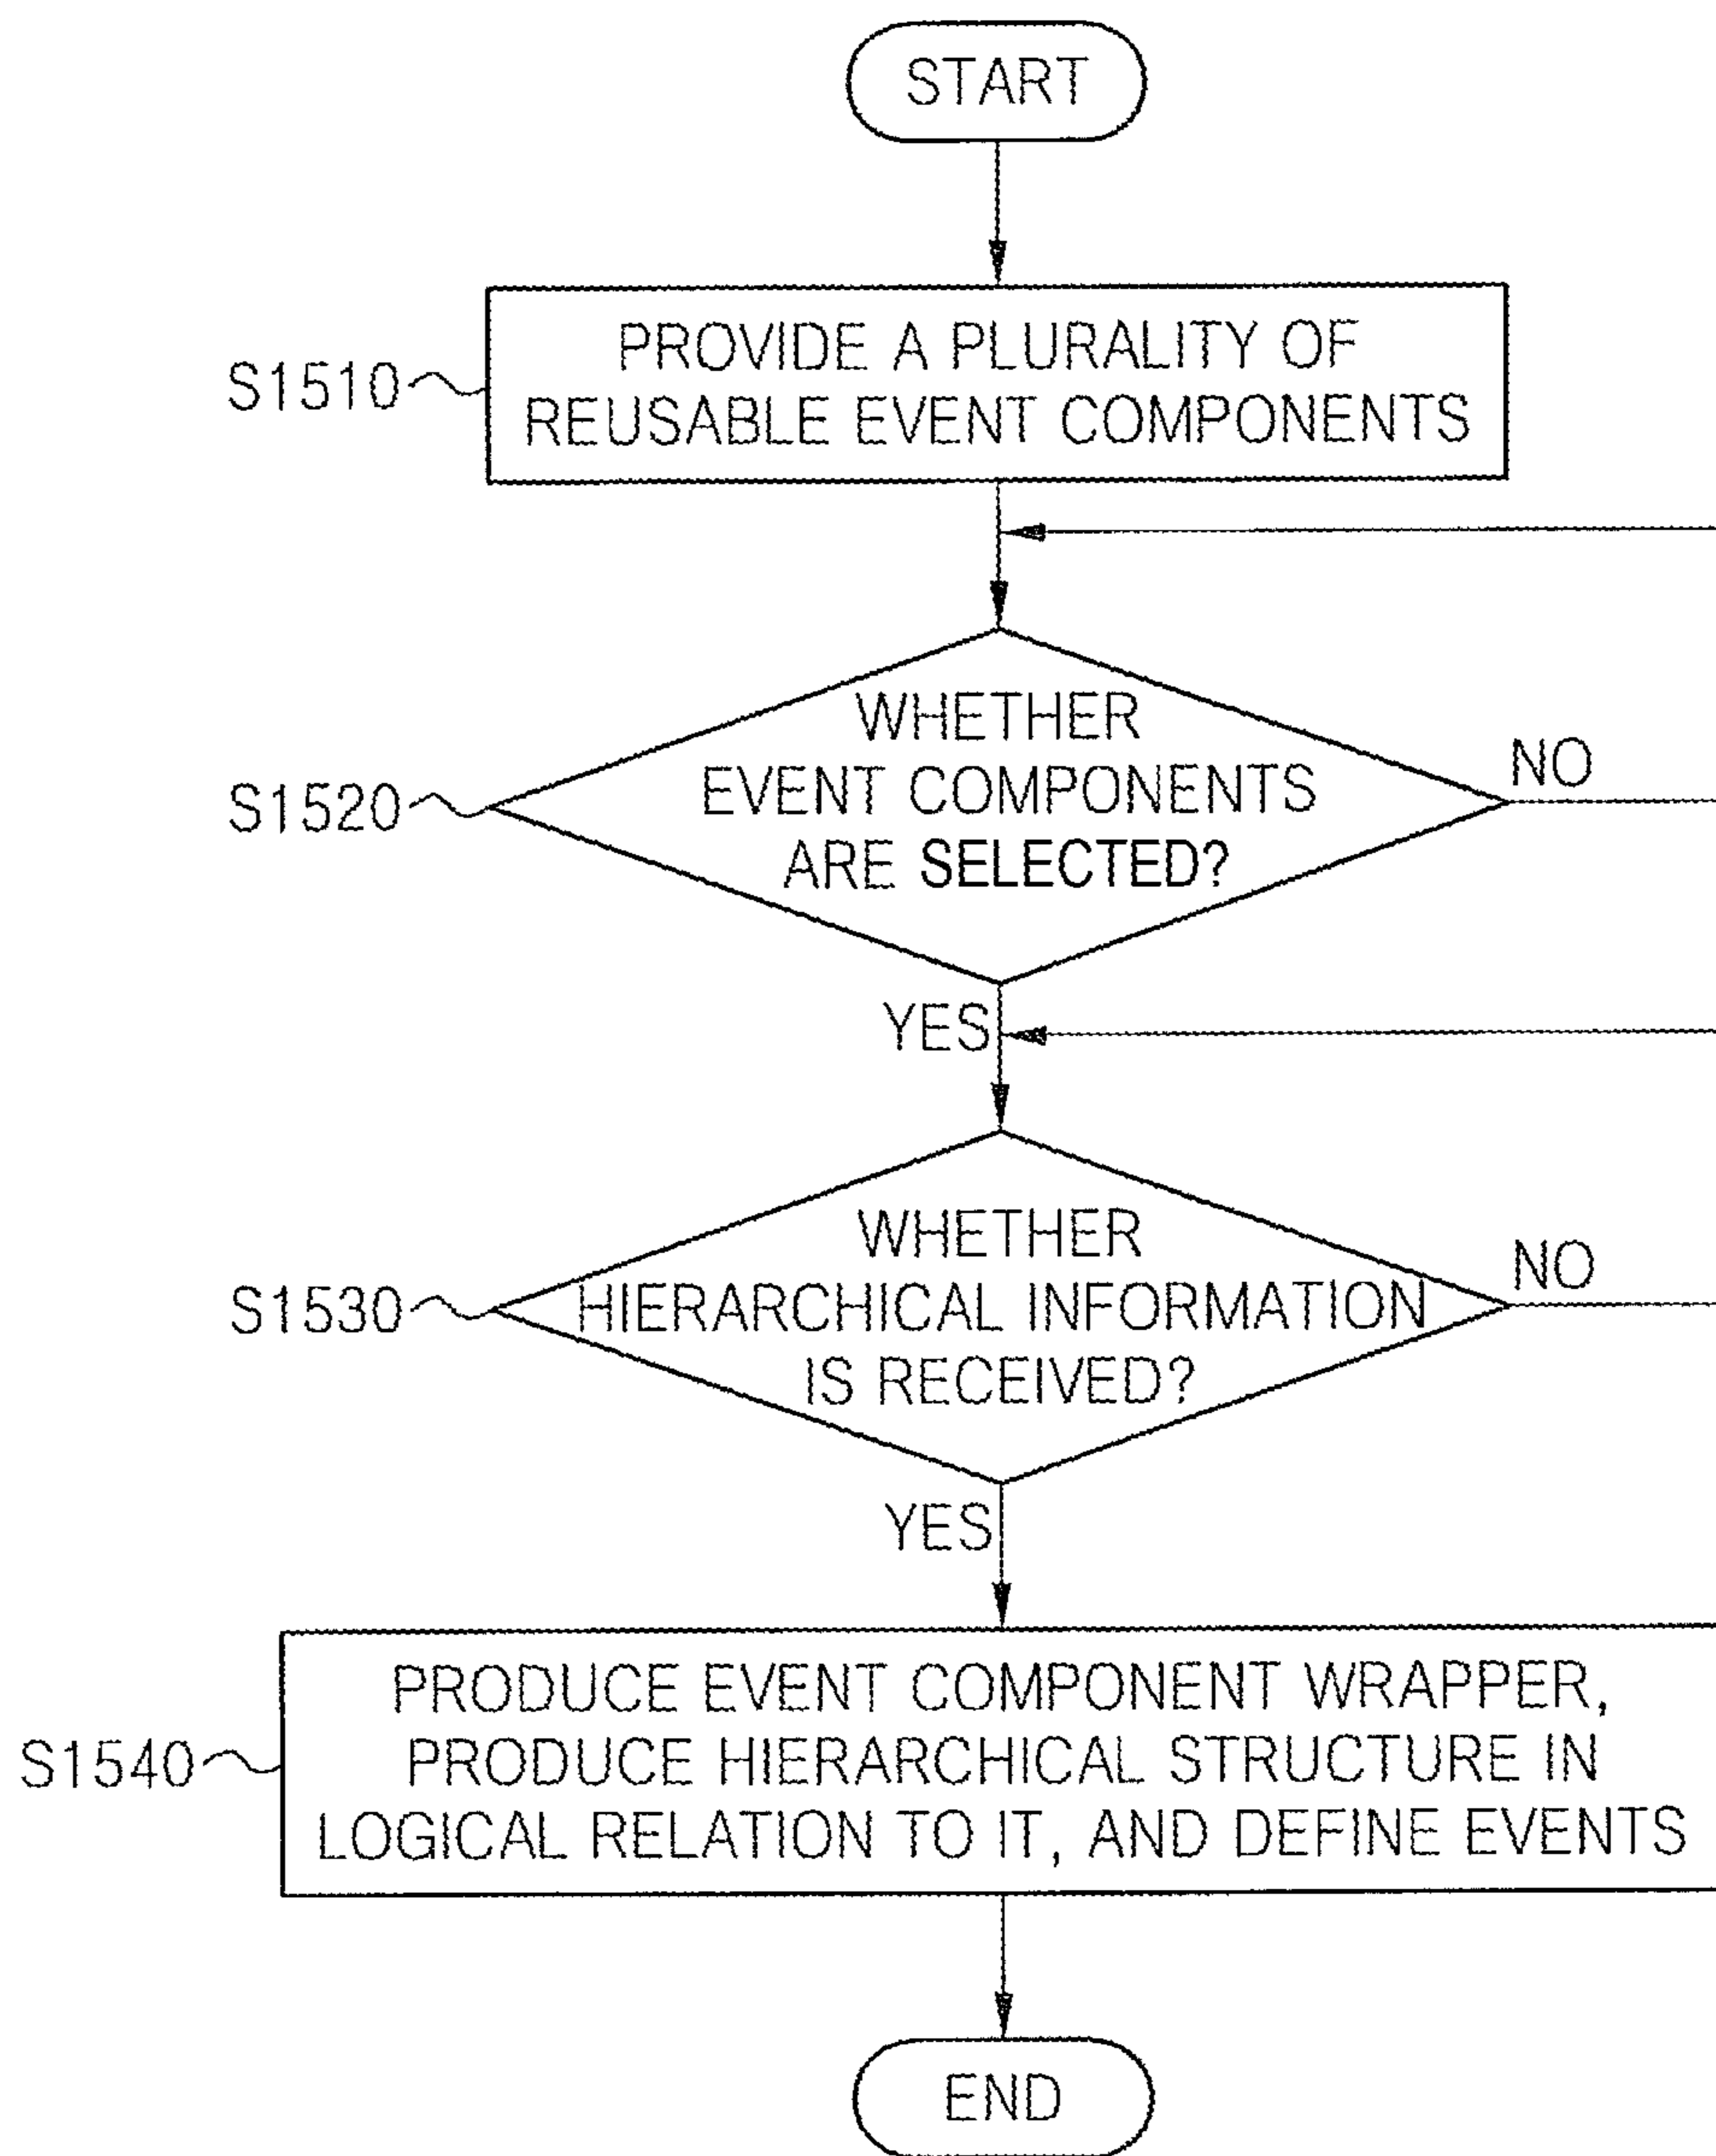 START
S1510
PROVIDE A PLURALITY OF
REUSABLE EVENT COMPONENTS
S1520
WHETHER
EVENT COMPONENTS
ARE SELECTED?
NO
YES
S1530
WHETHER
HIERARCHICAL INFORMATION
IS RECEIVED?
NO
YES
S1540
PRODUCE EVENT COMPONENT WRAPPER,
PRODUCE HIERARCHICAL STRUCTURE IN
LOGICAL RELATION TO IT, AND DEFINE EVENTS
END